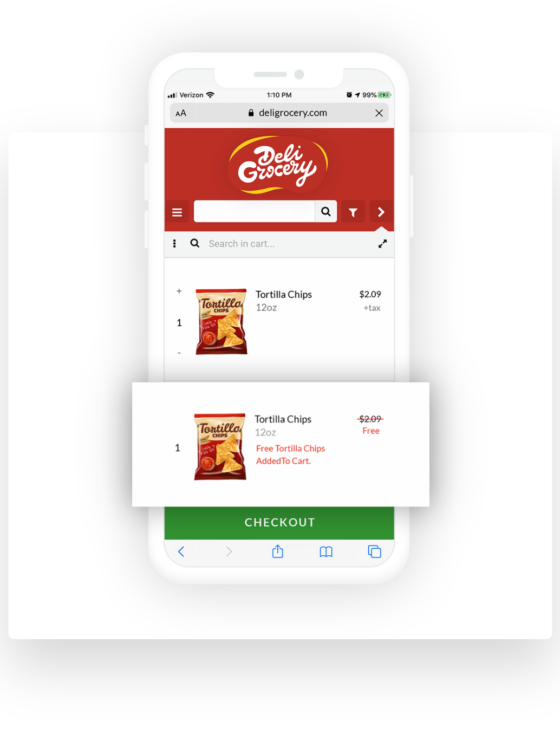 Verizon 1:10 PM 99%
AA deligrocery.com
Deli
Grocery
Search in cart...
+
Tortilla Chips $2.09
12oz +tax
1
-
Tortilla
CHIPS
Tortilla Chips $2.09
12oz Free
1
Free Tortilla Chips
AddedTo Cart.
Tortilla
CHIPS
CHECKOUT